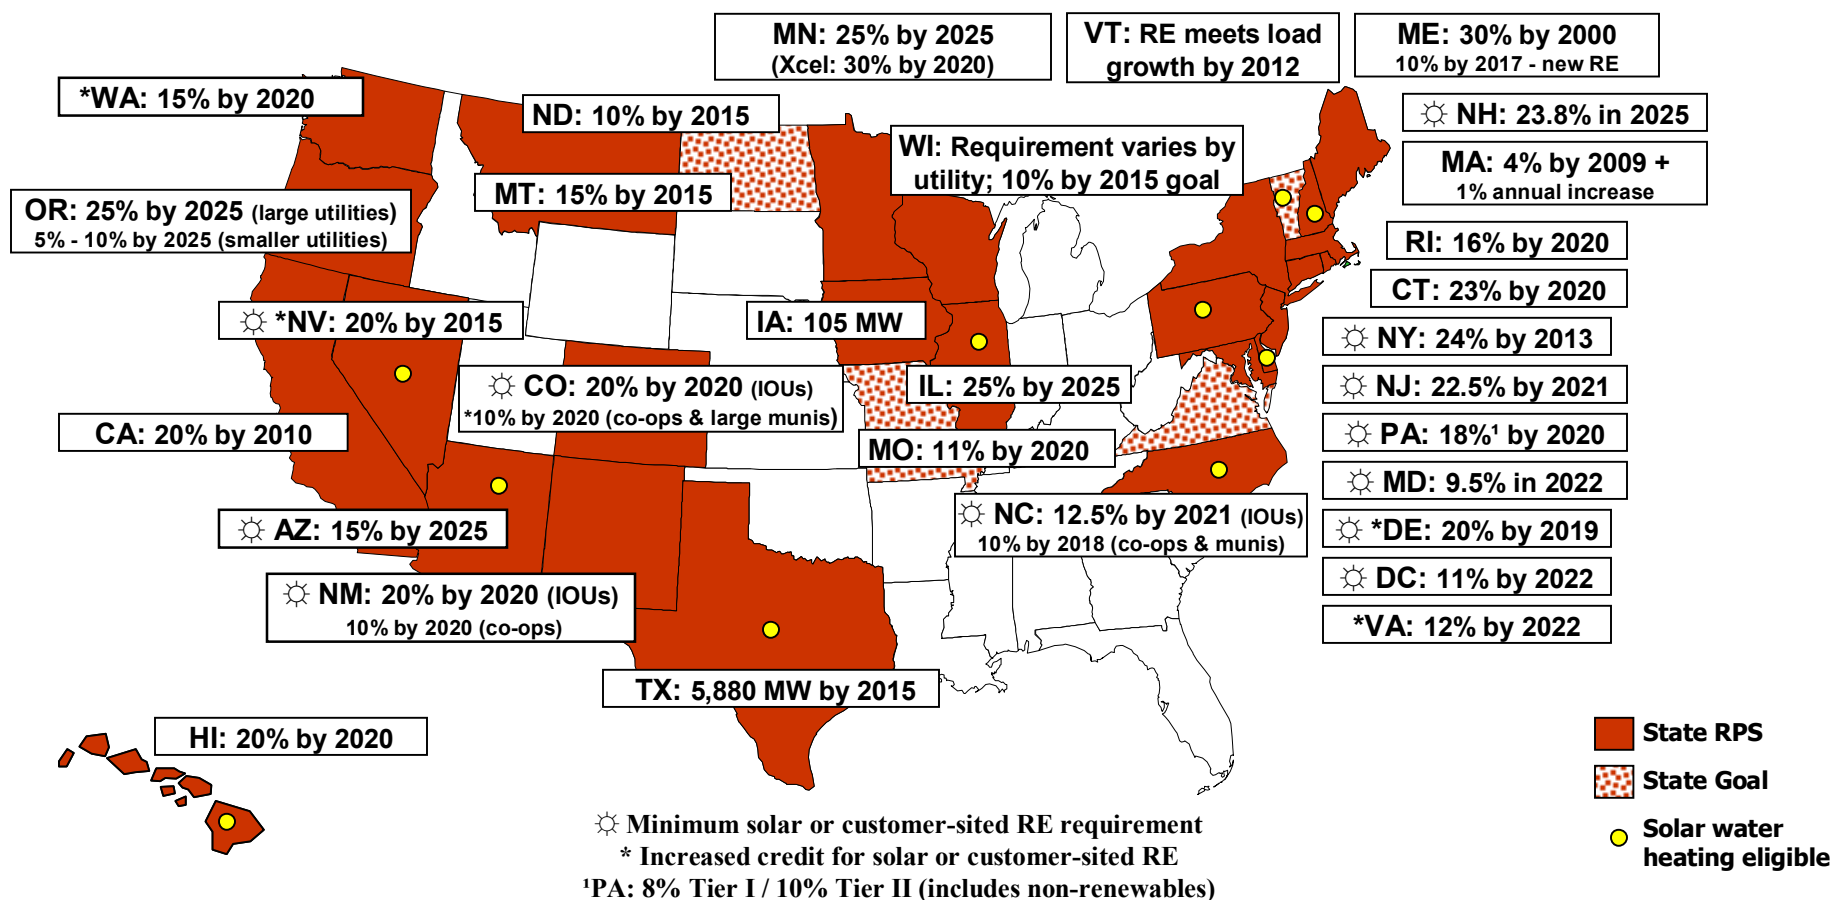 MN: 25% by 2025
(Xcel: 30% by 2020)
VT: RE meets load
growth by 2012
ME: 30% by 2000
10% by 2017 - new RE
*WA: 15% by 2020
ND: 10% by 2015
☼ NH: 23.8% in 2025
WI: Requirement varies by
utility; 10% by 2015 goal
MA: 4% by 2009 +
1% annual increase
MT: 15% by 2015
OR: 25% by 2025 (large utilities)
5% - 10% by 2025 (smaller utilities)
RI: 16% by 2020
CT: 23% by 2020
☼ *NV: 20% by 2015
IA: 105 MW
☼ NY: 24% by 2013
☼ CO: 20% by 2020 (IOUs)
*10% by 2020 (co-ops & large munis)
IL: 25% by 2025
☼ NJ: 22.5% by 2021
CA: 20% by 2010
MO: 11% by 2020
☼ PA: 18%¹ by 2020
☼ MD: 9.5% in 2022
☼ AZ: 15% by 2025
☼ NC: 12.5% by 2021 (IOUs)
10% by 2018 (co-ops & munis)
☼ *DE: 20% by 2019
☼ DC: 11% by 2022
☼ NM: 20% by 2020 (IOUs)
10% by 2020 (co-ops)
*VA: 12% by 2022
TX: 5,880 MW by 2015
HI: 20% by 2020
State RPS
State Goal
Solar water
heating eligible
☼ Minimum solar or customer-sited RE requirement
* Increased credit for solar or customer-sited RE
¹PA: 8% Tier I / 10% Tier II (includes non-renewables)